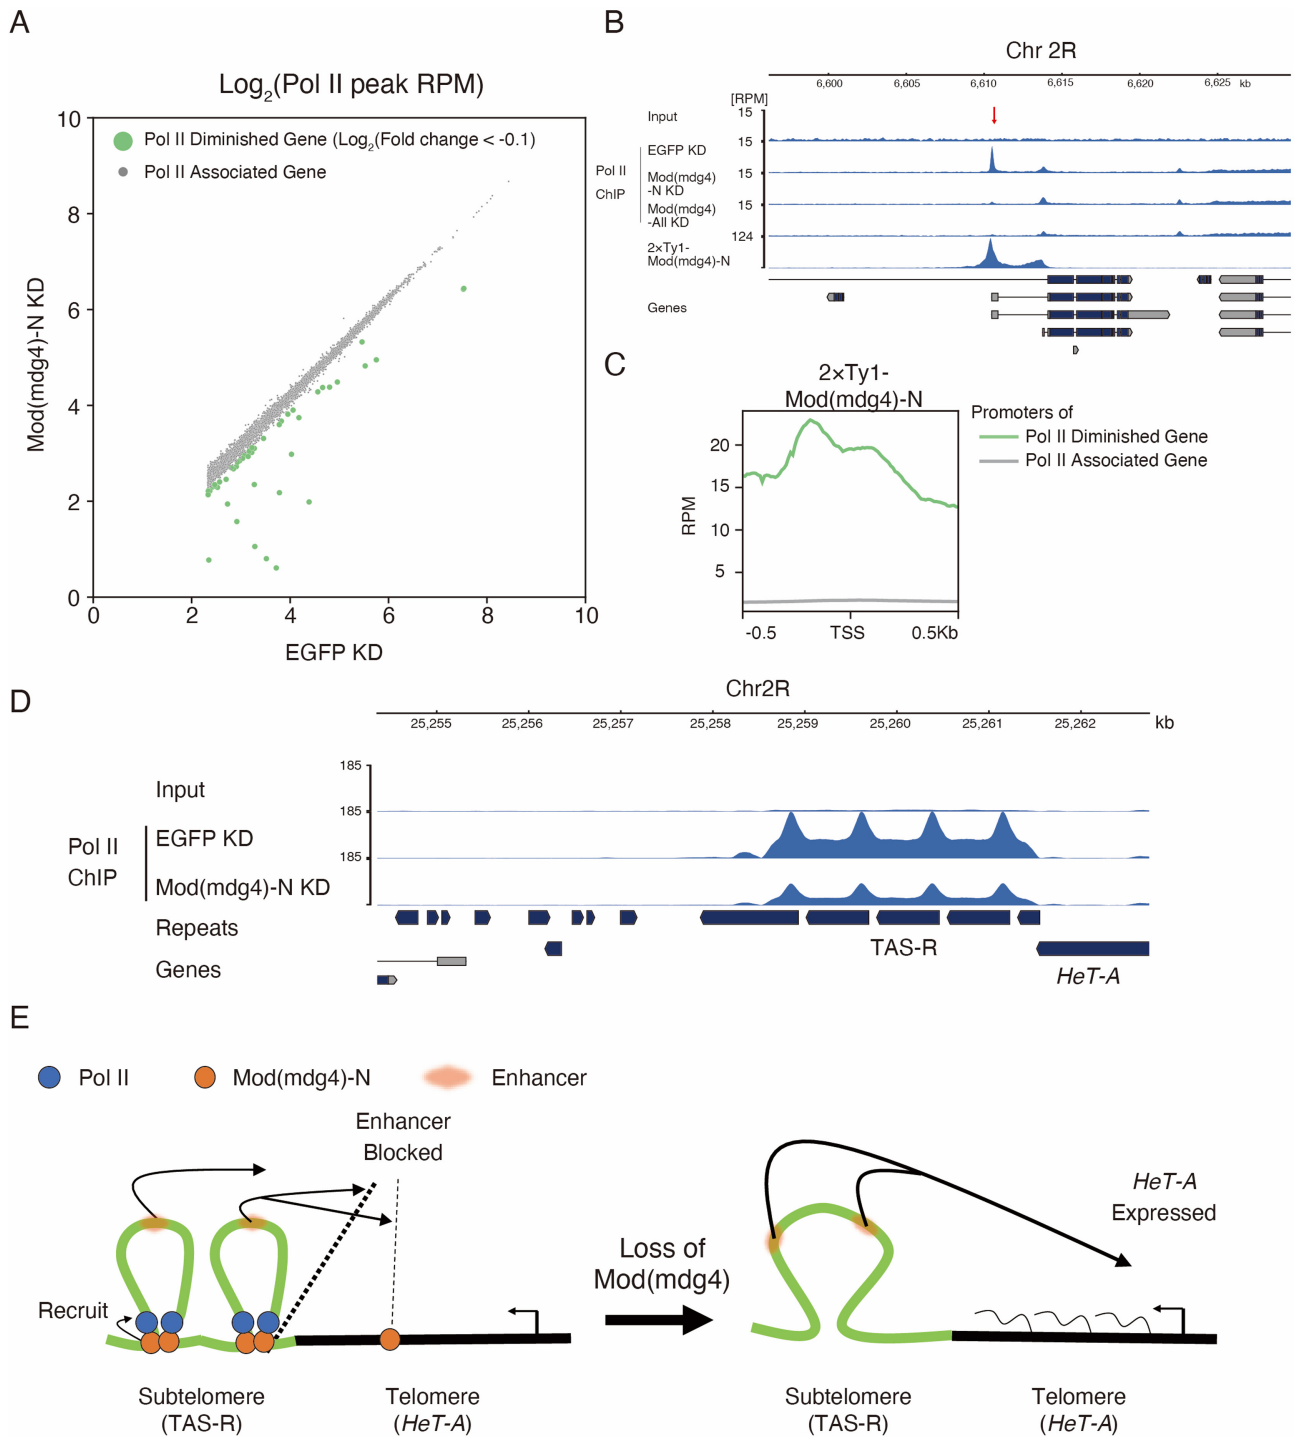 A
Log2(Pol II peak RPM)
Pol II Diminished Gene (Log2(Fold change < -0.1)
Pol II Associated Gene
10
8
6
4
2
0
Mod(mdg4)-N KD
0 2 4 6 8 10
EGFP KD
B
Chr 2R
6,600 6,605 6,610 6,615 6,620 6,625 kb
[RPM]
Input
15
15
Pol II
ChIP
EGFP KD
15
Mod(mdg4)
-N KD
15
Mod(mdg4)
-All KD
124
2×Ty1-
Mod(mdg4)-N
Genes
C
2×Ty1-
Mod(mdg4)-N
Promoters of
Pol II Diminished Gene
Pol II Associated Gene
20
15
10
5
RPM
-0.5 TSS 0.5Kb
D
Chr2R
25,255 25,256 25,257 25,258 25,259 25,260 25,261 25,262 kb
185
Input
185
Pol II
ChIP
EGFP KD
185
Mod(mdg4)-N KD
Repeats
TAS-R
HeT-A
Genes
E
Pol II
Mod(mdg4)-N
Enhancer
Enhancer
Blocked
Recruit
Subtelomere
(TAS-R)
Telomere
(HeT-A)
Loss of
Mod(mdg4)
HeT-A
Expressed
Subtelomere
(TAS-R)
Telomere
(HeT-A)